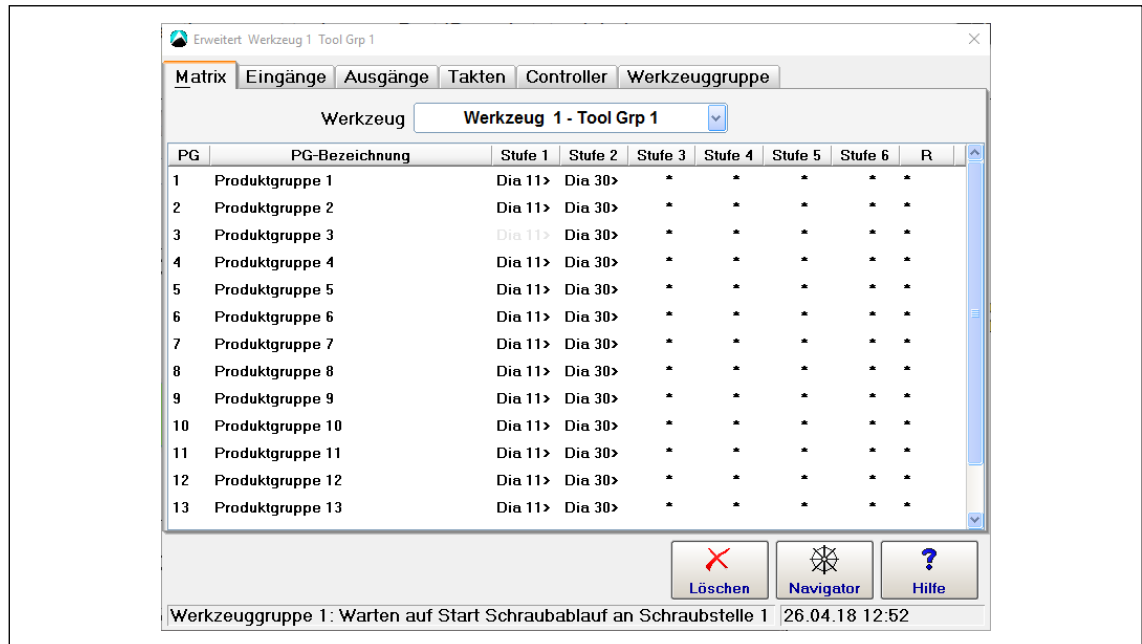 Erweitert Werkzeug 1 Tool Grp 1
Matrix Eingänge Ausgänge Takten Controller Werkzeuggruppe
Werkzeug Werkzeug 1 - Tool Grp 1
PG PG-Bezeichnung Stufe 1 Stufe 2 Stufe 3 Stufe 4 Stufe 5 Stufe 6 R
1 Produktgruppe 1 Dia 11> Dia 30> * * * * *
2 Produktgruppe 2 Dia 11> Dia 30> * * * * *
3 Produktgruppe 3 Dia 11> Dia 30> * * * * *
4 Produktgruppe 4 Dia 11> Dia 30> * * * * *
5 Produktgruppe 5 Dia 11> Dia 30> * * * * *
6 Produktgruppe 6 Dia 11> Dia 30> * * * * *
7 Produktgruppe 7 Dia 11> Dia 30> * * * * *
8 Produktgruppe 8 Dia 11> Dia 30> * * * * *
9 Produktgruppe 9 Dia 11> Dia 30> * * * * *
10 Produktgruppe 10 Dia 11> Dia 30> * * * * *
11 Produktgruppe 11 Dia 11> Dia 30> * * * * *
12 Produktgruppe 12 Dia 11> Dia 30> * * * * *
13 Produktgruppe 13 Dia 11> Dia 30> * * * * *
Löschen Navigator Hilfe
Werkzeuggruppe 1: Warten auf Start Schraubablauf an Schraubstelle 1 26.04.18 12:52